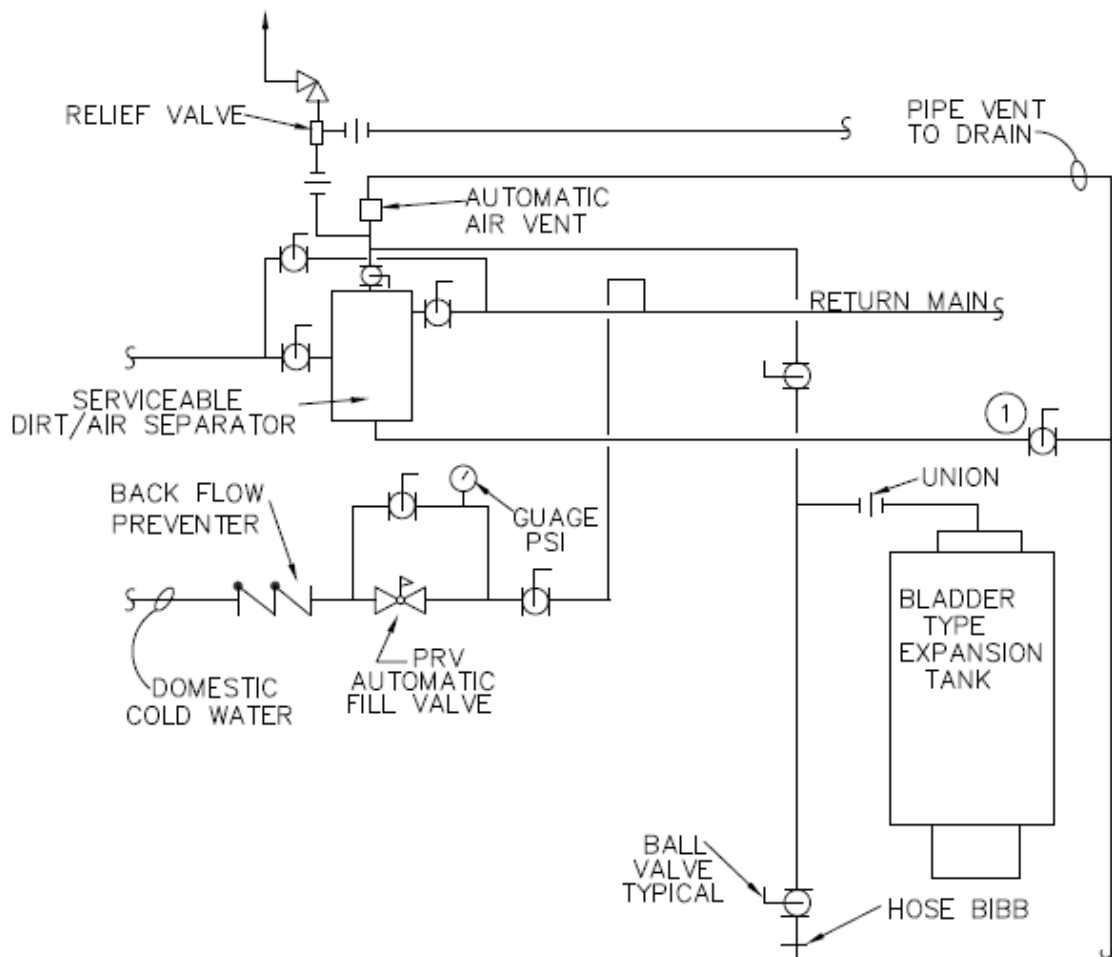 RELIEF VALVE
PIPE VENT
TO DRAIN
AUTOMATIC
AIR VENT
RETURN MAIN
SERVICEABLE
DIRT/AIR SEPARATOR
1
BACK FLOW
PREVENTER
GUAGE
PSI
UNION
BLADDER
TYPE
EXPANSION
TANK
PRV
AUTOMATIC
FILL VALVE
DOMESTIC
COLD WATER
BALL
VALVE
TYPICAL
HOSE BIBB